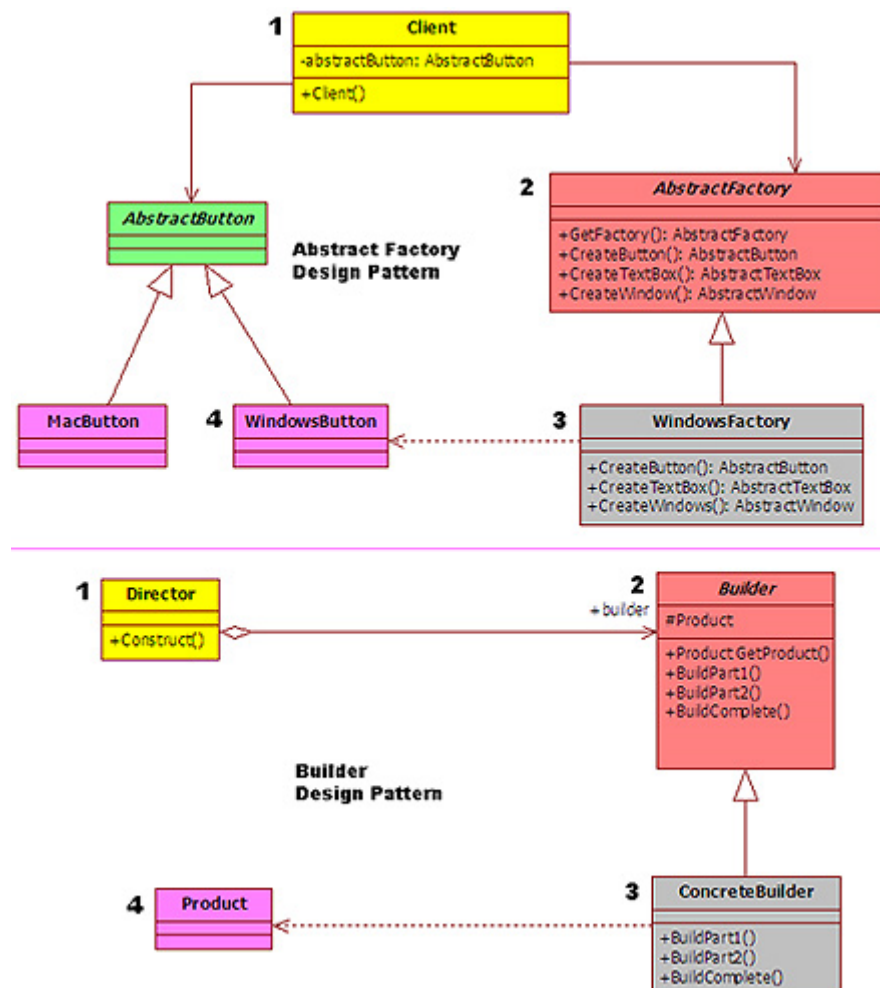 1
Client
-abstractButton: AbstractButton
+Client()
2
AbstractFactory
+GetFactory(): AbstractFactory
+CreateButton(): AbstractButton
+CreateTextBox(): AbstractTextBox
+CreateWindow(): AbstractWindow
AbstractButton
Abstract Factory
Design Pattern
MacButton
4
WindowsButton
3
WindowsFactory
+CreateButton(): AbstractButton
+CreateTextBox(): AbstractTextBox
+CreateWindows(): AbstractWindow
1
Director
+Construct()
+builder
2
Builder
#Product
+Product GetProduct()
+BuildPart1()
+BuildPart2()
+BuildComplete()
Builder
Design Pattern
4
Product
3
ConcreteBuilder
+BuildPart1()
+BuildPart2()
+BuildComplete()